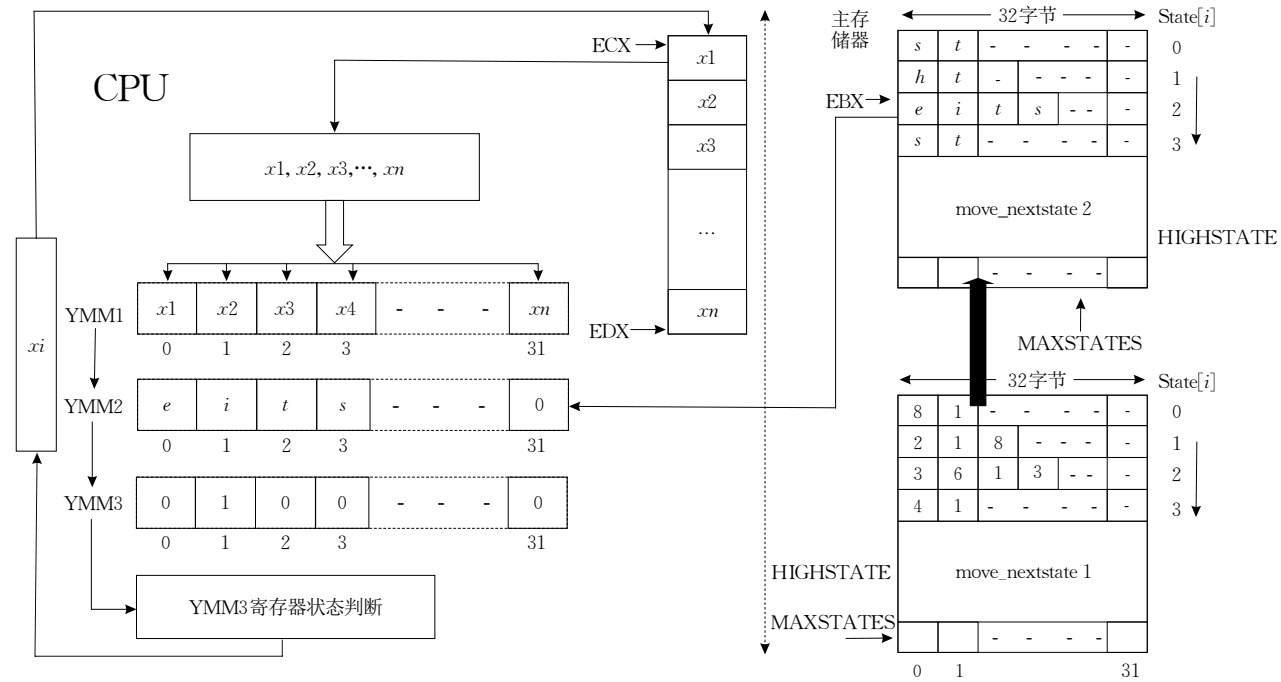 CPU
ECX
x1
x2
x3
...
xn
EDX
x1, x2, x3,…, xn
xi
YMM1
x1 x2 x3 x4 - - - xn
0 1 2 3 31
YMM2
e i t s - - - 0
0 1 2 3 31
YMM3
0 1 0 0 - - - 0
0 1 2 3 31
YMM3寄存器状态判断
主存
储器
32字节
State[i]
s t - - - - - 0
h t - - - - - 1
EBX
e i t s - - - 2
s t - - - - - 3
move_nextstate 2
HIGHSTATE
- - - -
MAXSTATES
32字节
State[i]
8 1 - - - - - 0
2 1 8 - - - - 1
3 6 1 3 - - - 2
4 1 - - - - - 3
HIGHSTATE
move_nextstate 1
MAXSTATES
- - - -
0 1 31